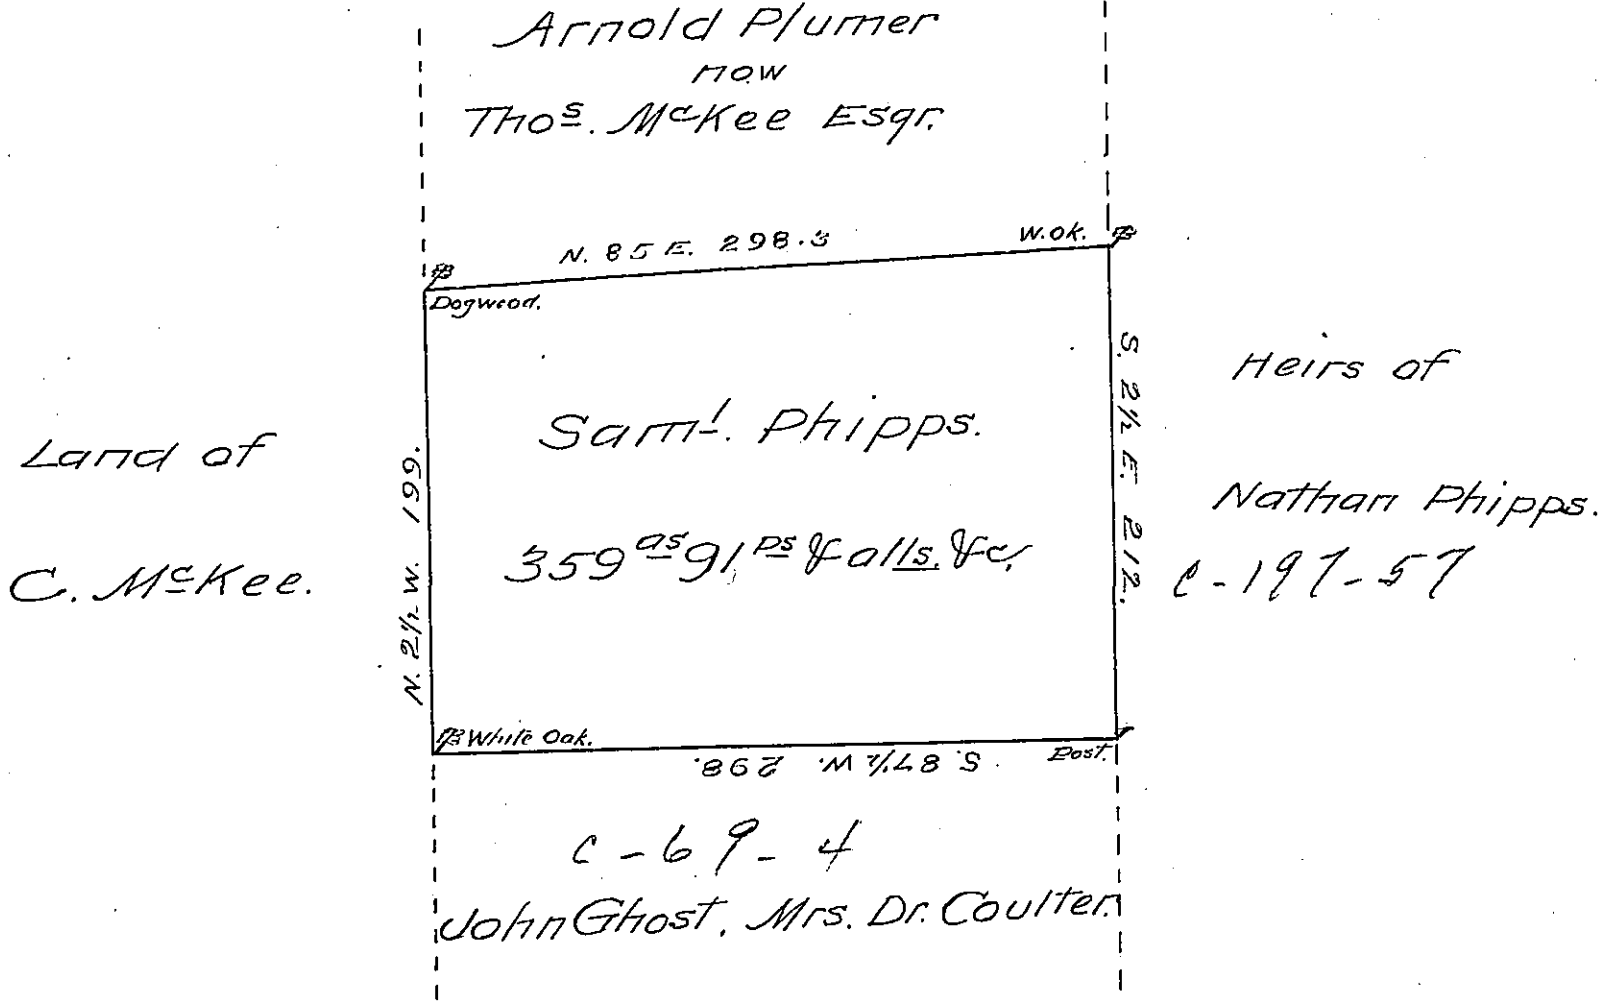 Arnold Plumer
now
Thoˢ. MᶜKee Esqr.
N. 85 E. 298.3
W.Ok.
Dogwood.
S. 2½ E. 212.
Heirs of
Nathan Phipps.
C-197-57
Samˡ. Phipps.
359ᵃˢ 91ᵖˢ & alls. &c,
Land of
C. MᶜKee.
N. 2½ W. 199.
White Oak.
S. 87½ W. 298.
Post.
C-69-4
John Ghost, Mrs. Dr. Coulter.